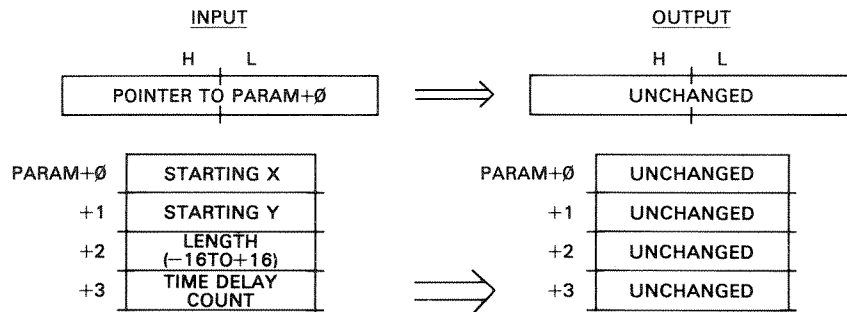 INPUT
OUTPUT
H L
H L
POINTER TO PARAM+Ø
UNCHANGED
PARAM+Ø
STARTING X
PARAM+Ø
UNCHANGED
+1
STARTING Y
+1
UNCHANGED
+2
LENGTH
(−16TO+16)
+2
UNCHANGED
+3
TIME DELAY
COUNT
+3
UNCHANGED